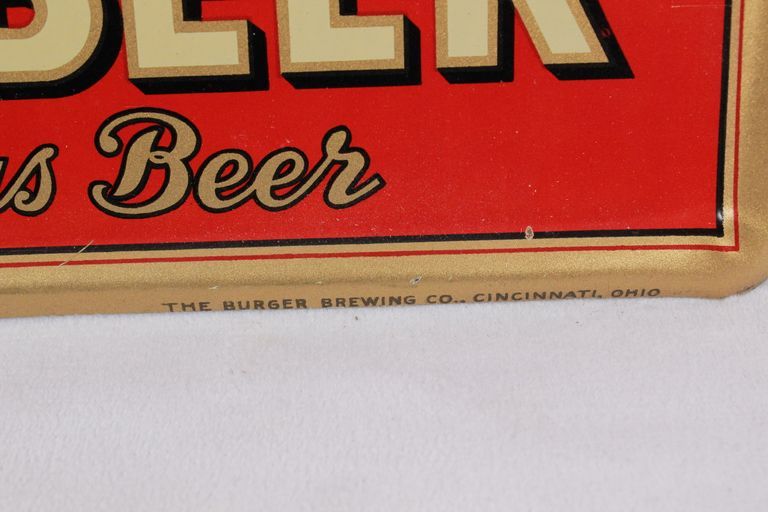 BEER
Beer
THE BURGER BREWING CO., CINCINNATI, OHIO